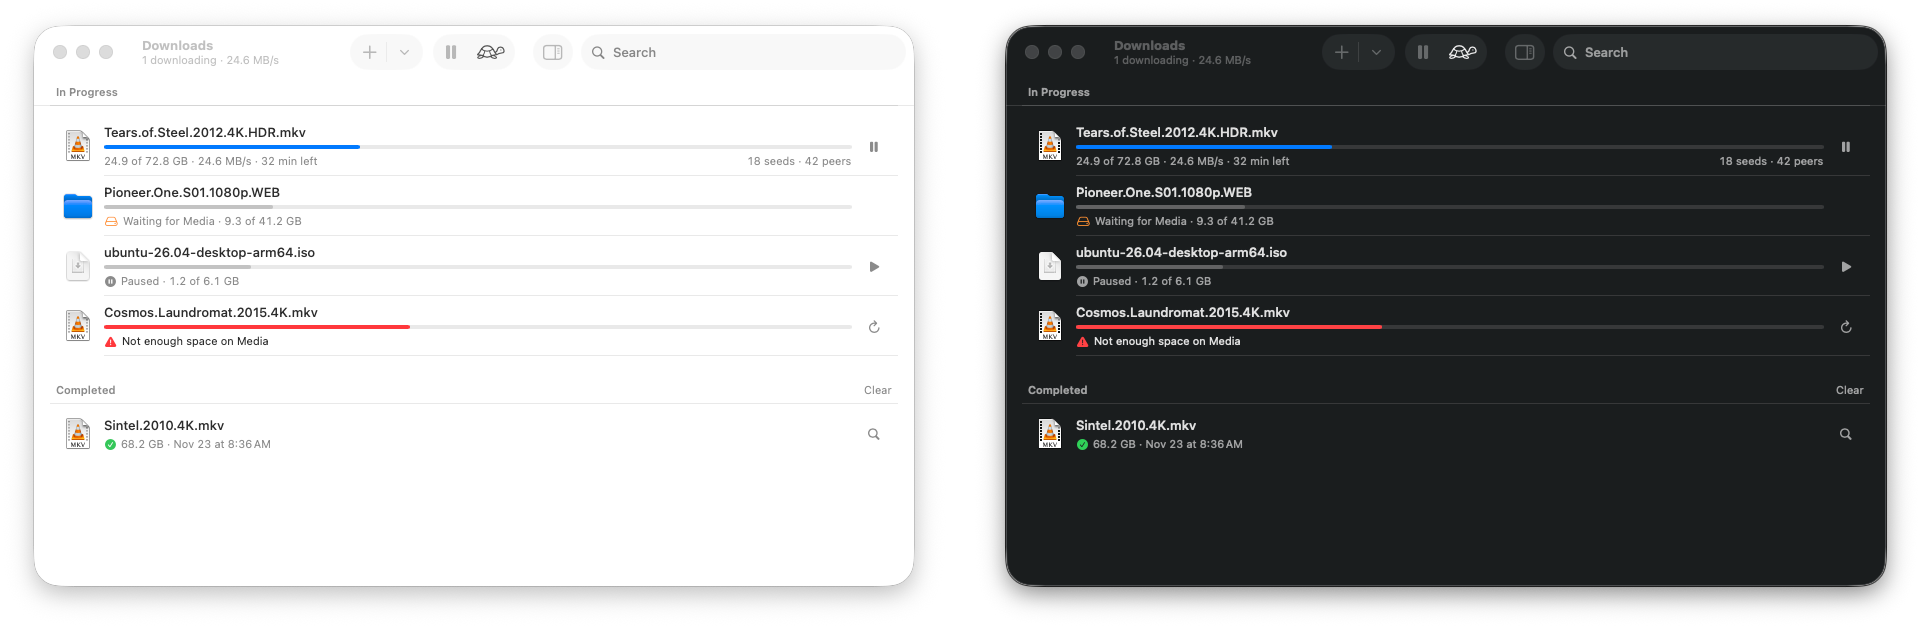 Downloads
1 downloading · 24.6 MB/s
Search
In Progress
Tears.of.Steel.2012.4K.HDR.mkv
MKV
24.9 of 72.8 GB · 24.6 MB/s · 32 min left
18 seeds · 42 peers
Pioneer.One.S01.1080p.WEB
Waiting for Media · 9.3 of 41.2 GB
ubuntu-26.04-desktop-arm64.iso
Paused · 1.2 of 6.1 GB
Cosmos.Laundromat.2015.4K.mkv
MKV
Not enough space on Media
Completed
Clear
Sintel.2010.4K.mkv
MKV
68.2 GB · Nov 23 at 8:36 AM
Downloads
1 downloading · 24.6 MB/s
Search
In Progress
Tears.of.Steel.2012.4K.HDR.mkv
MKV
24.9 of 72.8 GB · 24.6 MB/s · 32 min left
18 seeds · 42 peers
Pioneer.One.S01.1080p.WEB
Waiting for Media · 9.3 of 41.2 GB
ubuntu-26.04-desktop-arm64.iso
Paused · 1.2 of 6.1 GB
Cosmos.Laundromat.2015.4K.mkv
MKV
Not enough space on Media
Completed
Clear
Sintel.2010.4K.mkv
MKV
68.2 GB · Nov 23 at 8:36 AM